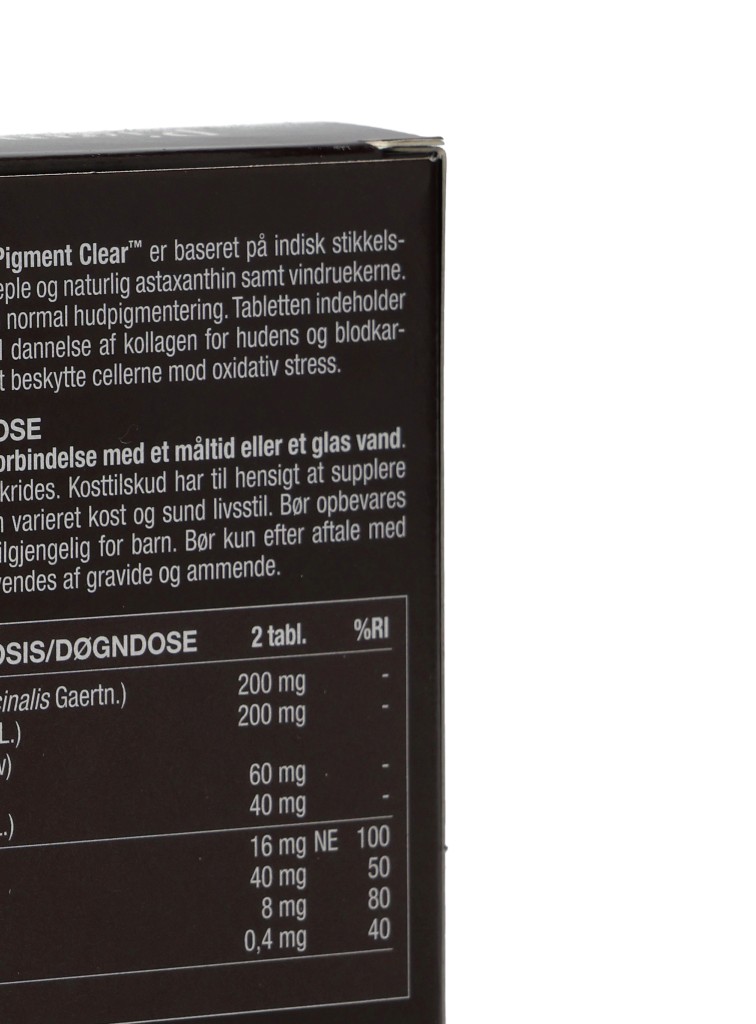 Pigment Clear™ er baseret på indisk stikkels-
eple og naturlig astaxanthin samt vindruekerne.
normal hudpigmentering. Tabletten indeholder
dannelse af kollagen for hudens og blodkar-
t beskytte cellerne mod oxidativ stress.
OSE
orbindelse med et måltid eller et glas vand.
krides. Kosttilskud har til hensigt at supplere
n varieret kost og sund livsstil. Bør opbevares
ilgjengelig for barn. Bør kun efter aftale med
vendes af gravide og ammende.
OSIS/DØGNDOSE 2 tabl. %RI
cinalis Gaertn.) 200 mg -
L.) 200 mg -
v) 60 mg -
L.) 40 mg -
16 mg NE 100
40 mg 50
8 mg 80
0,4 mg 40